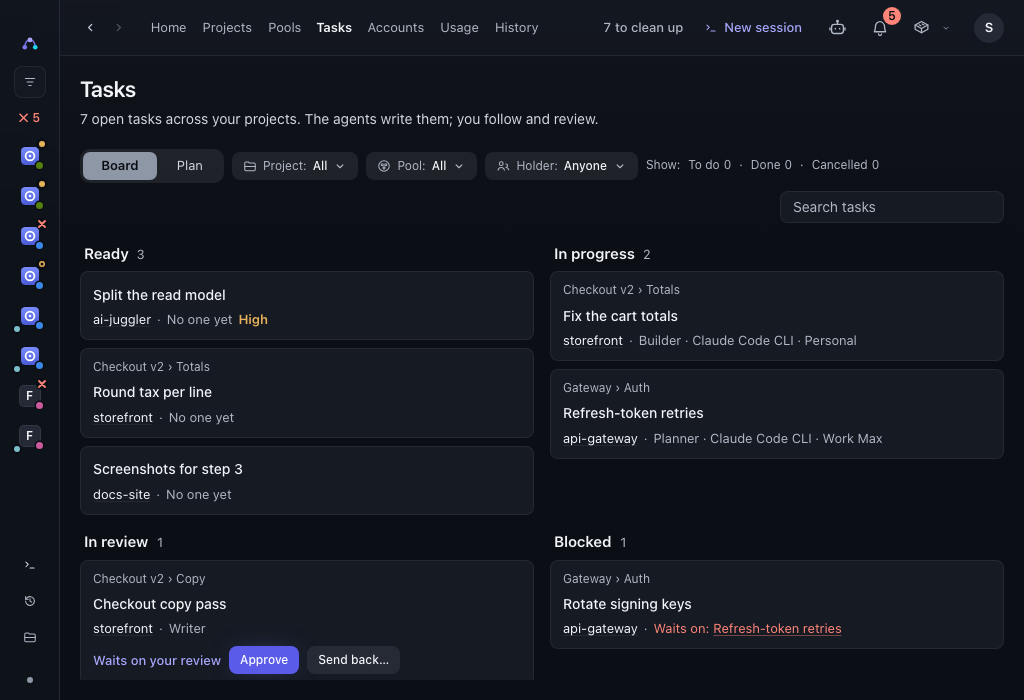 Home Projects Pools Tasks Accounts Usage History 7 to clean up New session 5 S
5
F
F
Tasks
7 open tasks across your projects. The agents write them; you follow and review.
Board Plan Project: All Pool: All Holder: Anyone Show: To do 0 · Done 0 · Cancelled 0
Search tasks
Ready 3
Split the read model
ai-juggler · No one yet High
Checkout v2 › Totals
Round tax per line
storefront · No one yet
Screenshots for step 3
docs-site · No one yet
In progress 2
Checkout v2 › Totals
Fix the cart totals
storefront · Builder · Claude Code CLI · Personal
Gateway › Auth
Refresh-token retries
api-gateway · Planner · Claude Code CLI · Work Max
In review 1
Checkout v2 › Copy
Checkout copy pass
storefront · Writer
Waits on your review Approve Send back…
Blocked 1
Gateway › Auth
Rotate signing keys
api-gateway · Waits on: Refresh-token retries